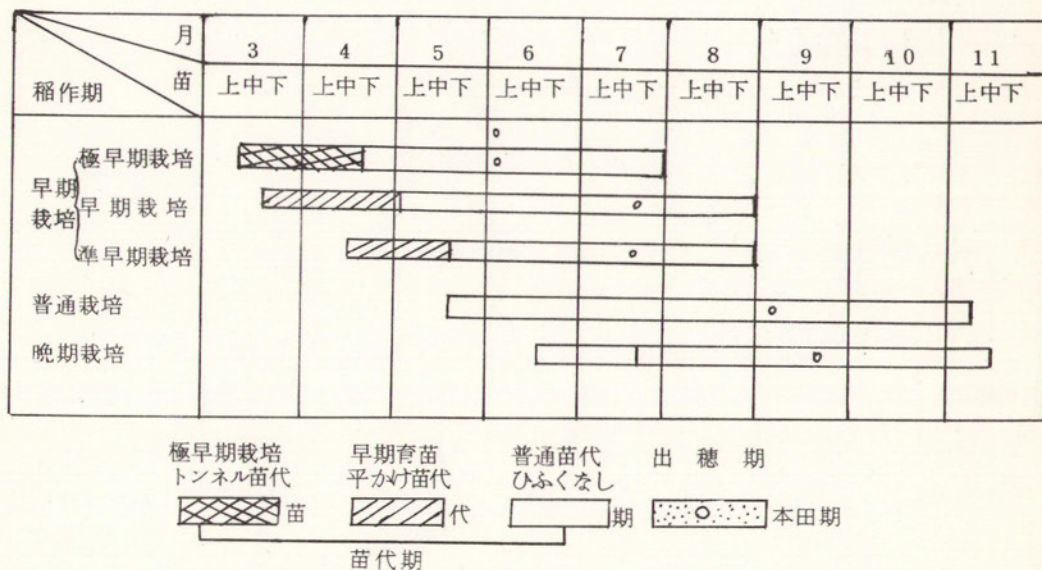 月
3 4 5 6 7 8 9 10 11
稲作期 苗 上中下 上中下 上中下 上中下 上中下 上中下 上中下 上中下 上中下
早期栽培 極早期栽培
早期栽培
準早期栽培
普通栽培
晩期栽培
極早期栽培 早期育苗 普通苗代 出穂期
トンネル苗代 平かけ苗代 ひふくなし
苗 代 期 本田期
苗代期